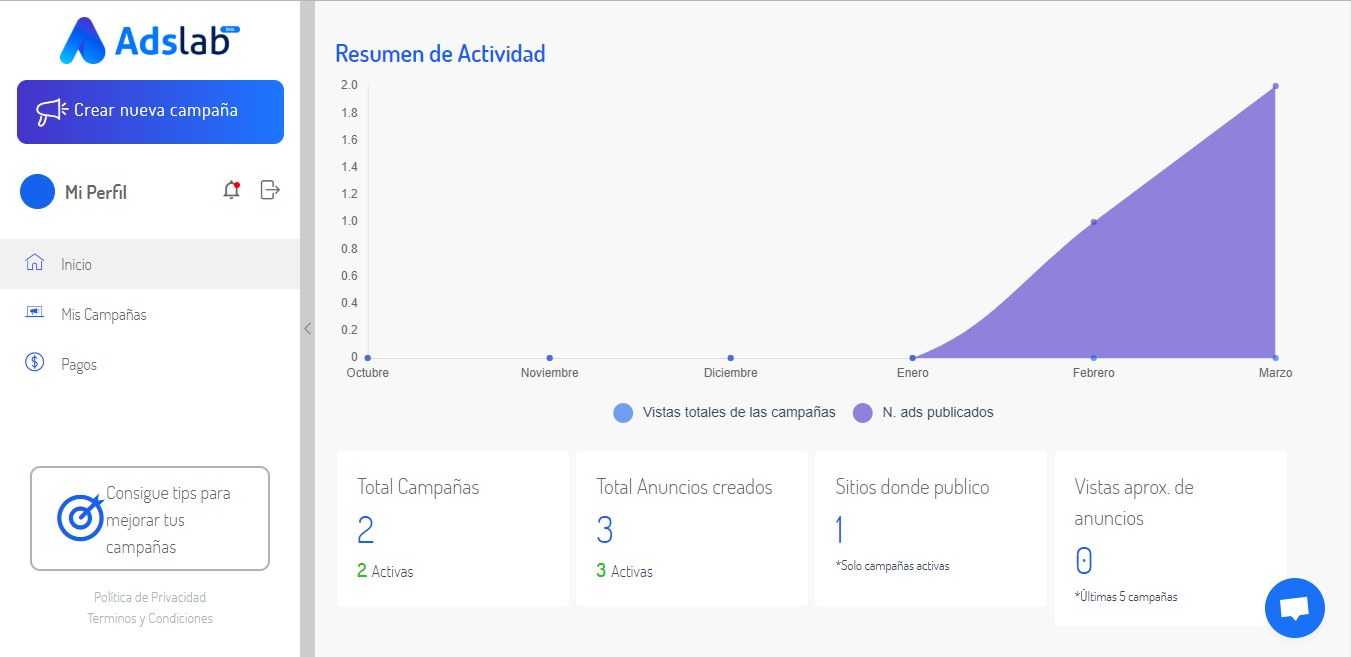 Adslab
Beta
Crear nueva campaña
Mi Perfil
Inicio
Mis Campañas
Pagos
Consigue tips para
mejorar tus
campañas
Política de Privacidad
Terminos y Condiciones
Resumen de Actividad
2.0
1.8
1.6
1.4
1.2
1.0
0.8
0.6
0.4
0.2
0
Octubre Noviembre Diciembre Enero Febrero Marzo
Vistas totales de las campañas N. ads publicados
Total Campañas
2
2 Activas
Total Anuncios creados
3
3 Activas
Sitios donde publico
1
*Solo campañas activas
Vistas aprox. de
anuncios
0
*Últimas 5 campañas